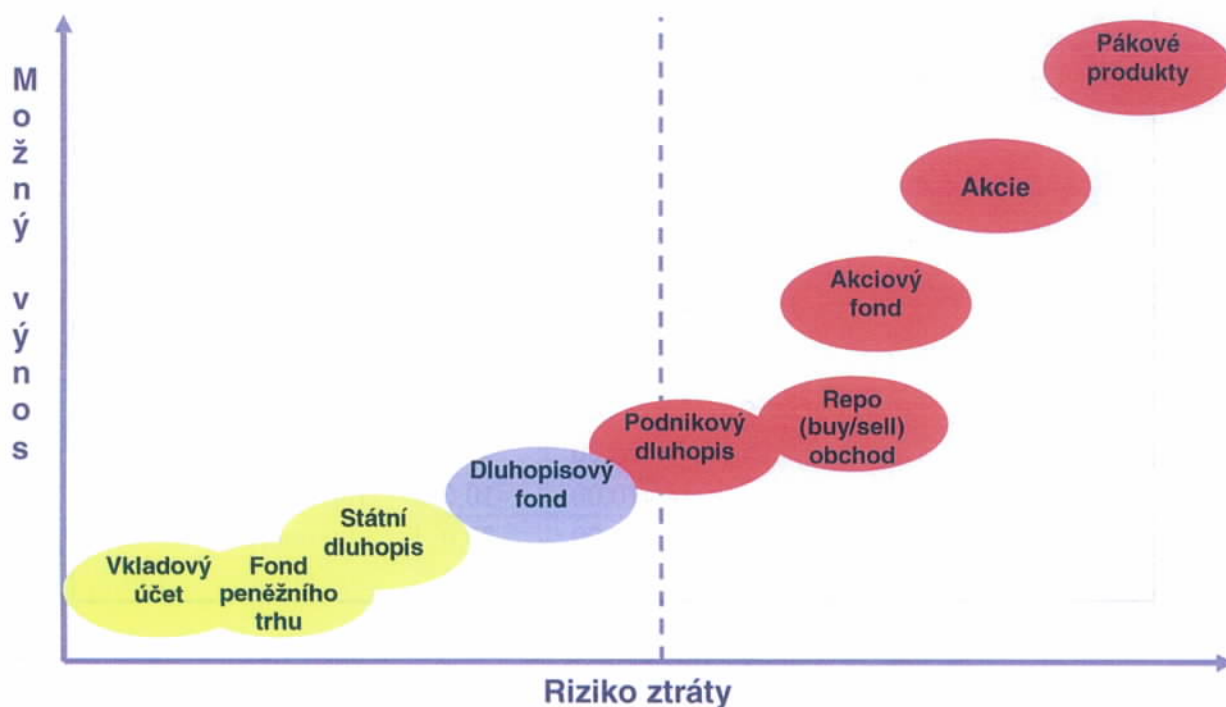 Možný výnos
Pákové
produkty
Akcie
Akciový
fond
Repo
(buy/sell)
obchod
Podnikový
dluhopis
Dluhopisový
fond
Státní
dluhopis
Vkladový
účet
Fond
peněžního
trhu
Riziko ztráty